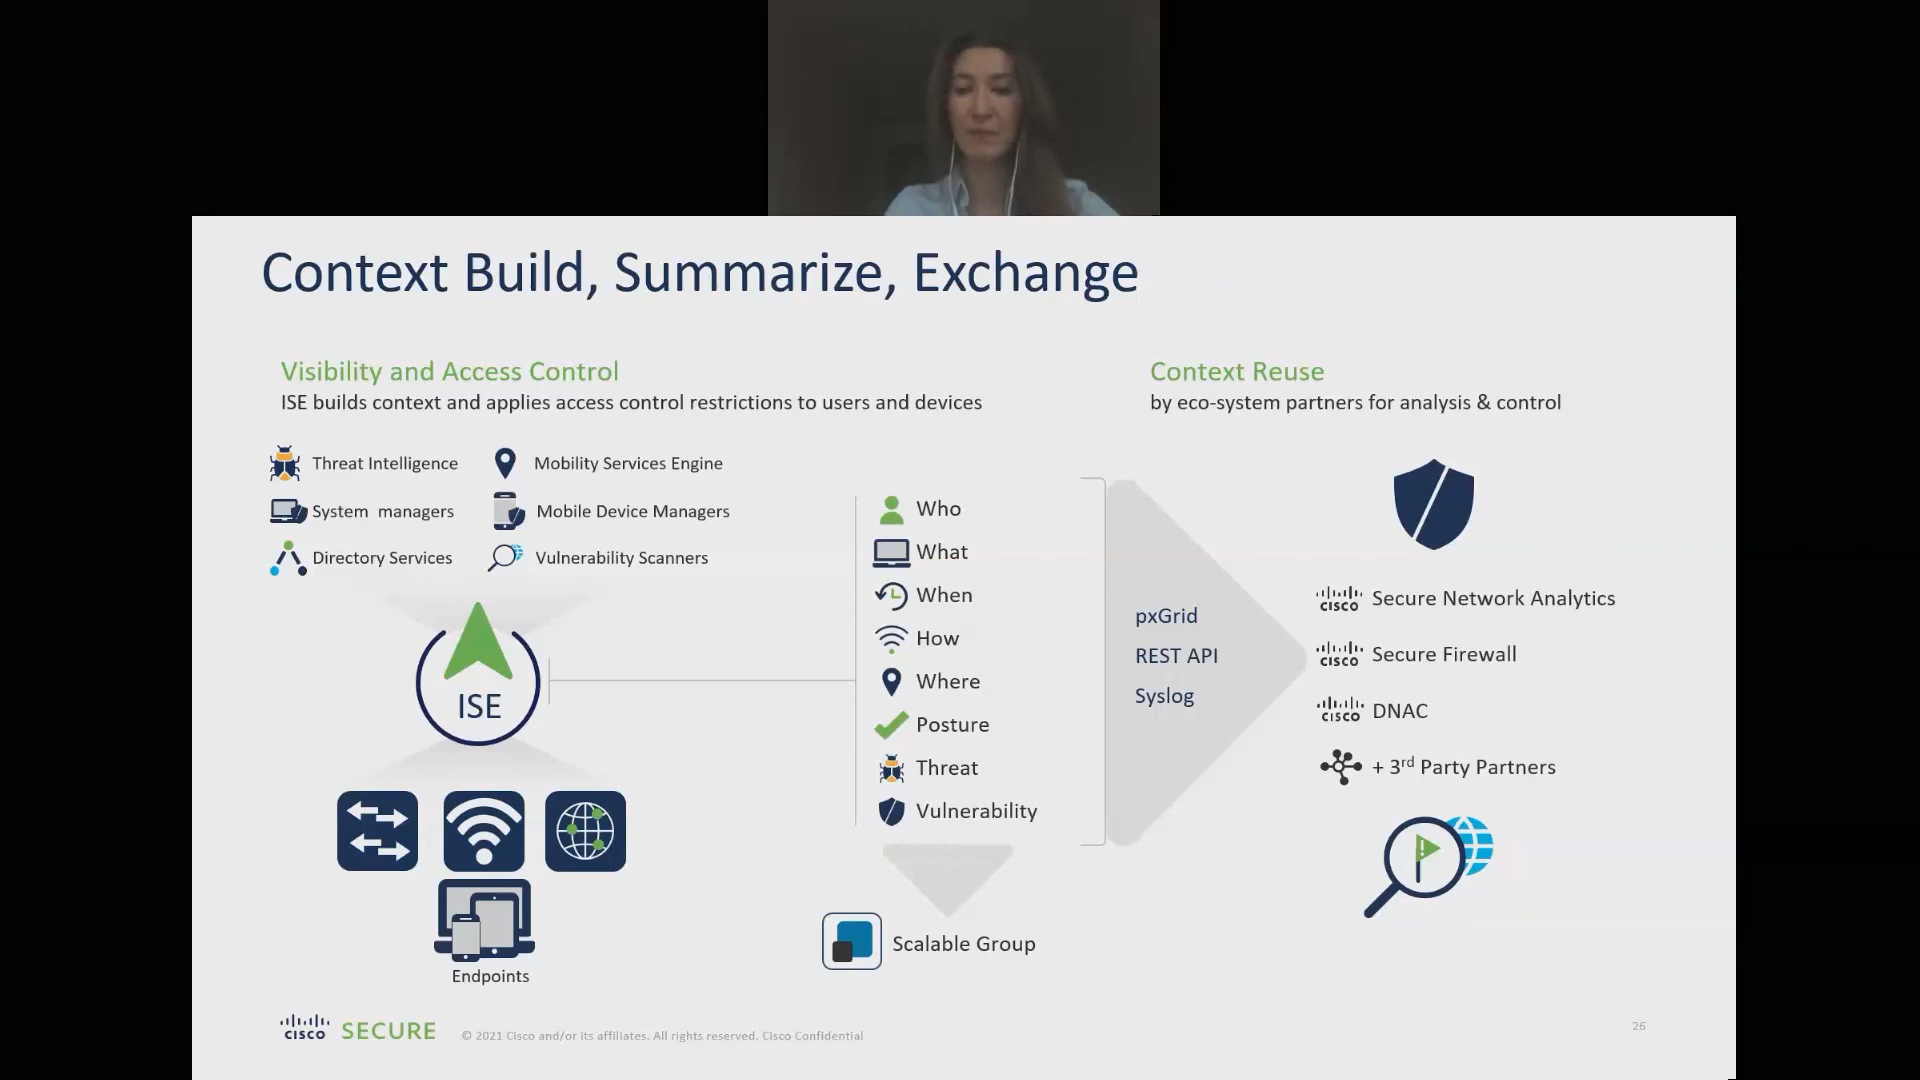 Context Build, Summarize, Exchange
Visibility and Access Control
ISE builds context and applies access control restrictions to users and devices
Context Reuse
by eco-system partners for analysis & control
Threat Intelligence
Mobility Services Engine
System managers
Mobile Device Managers
Directory Services
Vulnerability Scanners
ISE
Endpoints
Who
What
When
How
Where
Posture
Threat
Vulnerability
Scalable Group
pxGrid
REST API
Syslog
CISCO Secure Network Analytics
CISCO Secure Firewall
CISCO DNAC
+ 3rd Party Partners
CISCO SECURE
© 2021 Cisco and/or its affiliates. All rights reserved. Cisco Confidential
26